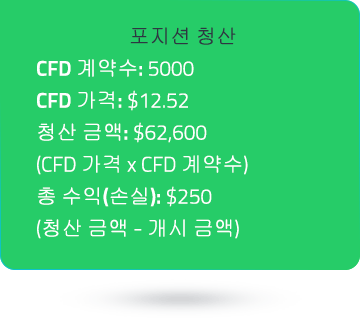 포지션 청산
CFD 계약수: 5000
CFD 가격: $12.52
청산 금액: $62,600
(CFD 가격 x CFD 계약수)
총 수익(손실): $250
(청산 금액 - 개시 금액)